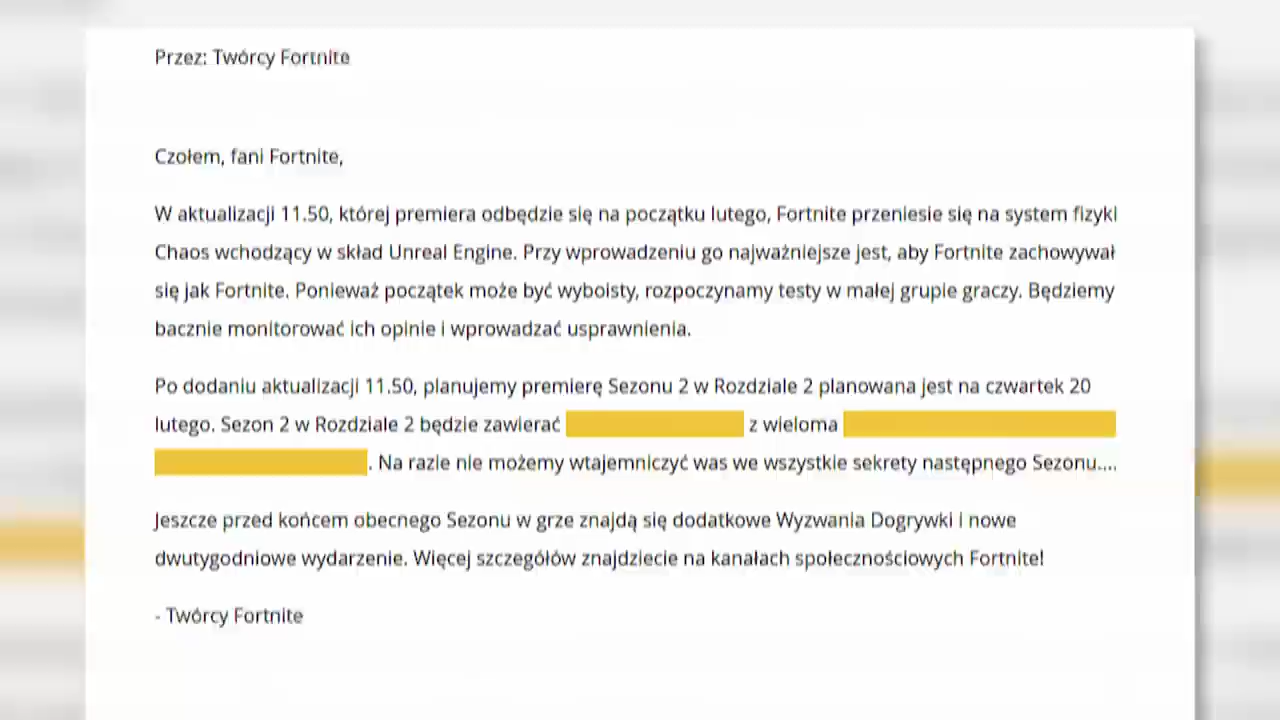 Przez: Twórcy Fortnite
Czołem, fani Fortnite,
W aktualizacji 11.50, której premiera odbędzie się na początku lutego, Fortnite przeniesie się na system fizyki
Chaos wchodzący w skład Unreal Engine. Przy wprowadzeniu go najważniejsze jest, aby Fortnite zachowywał
się jak Fortnite. Ponieważ początek może być wyboisty, rozpoczynamy testy w małej grupie graczy. Będziemy
bacznie monitorować ich opinie i wprowadzać usprawnienia.
Po dodaniu aktualizacji 11.50, planujemy premierę Sezonu 2 w Rozdziale 2 planowana jest na czwartek 20
lutego. Sezon 2 w Rozdziale 2 będzie zawierać z wieloma
. Na razie nie możemy wtajemniczyć was we wszystkie sekrety następnego Sezonu....
Jeszcze przed końcem obecnego Sezonu w grze znajdą się dodatkowe Wyzwania Dogrywki i nowe
dwutygodniowe wydarzenie. Więcej szczegółów znajdziecie na kanałach społecznościowych Fortnite!
- Twórcy Fortnite